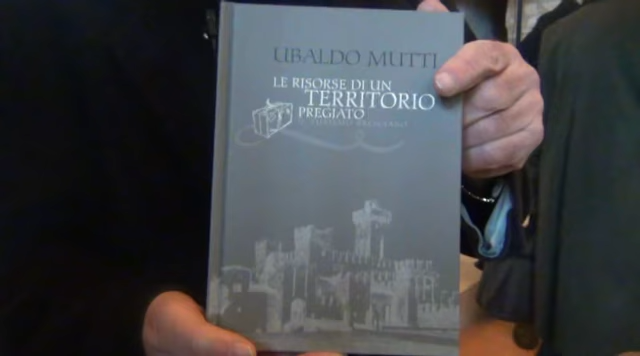 UBALDO MUTTI
LE RISORSE DI UN
TERRITORIO
PREGIATO